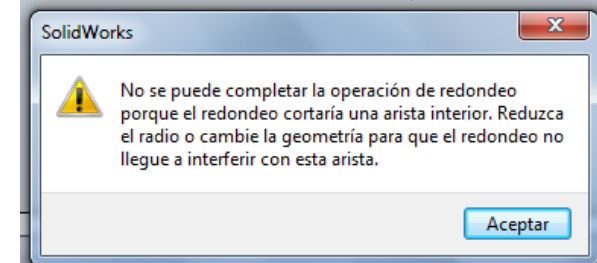 SolidWorks
No se puede completar la operación de redondeo
porque el redondeo cortaría una arista interior. Reduzca
el radio o cambie la geometría para que el redondeo no
llegue a interferir con esta arista.
Aceptar